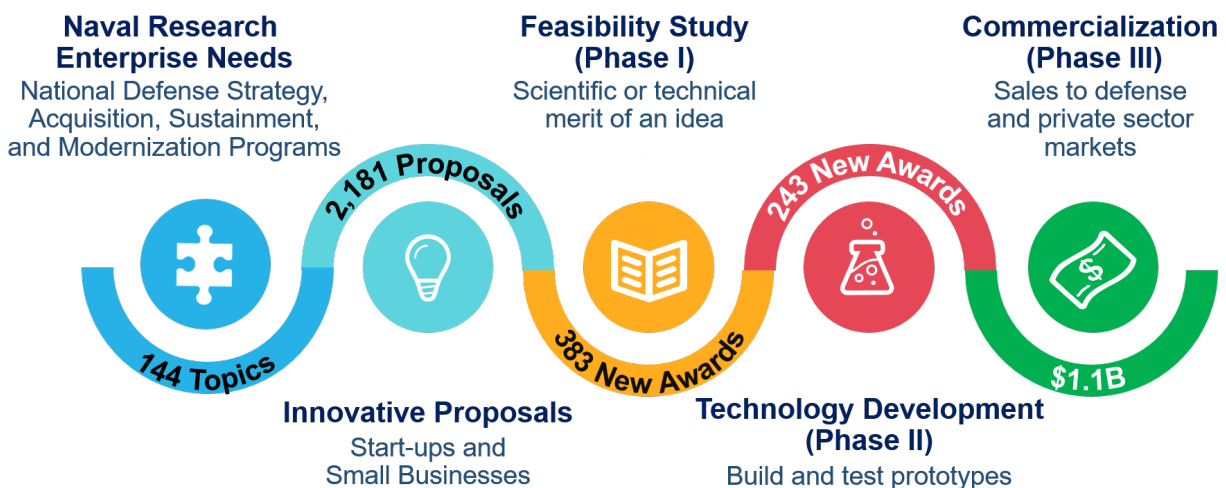 Naval Research
Enterprise Needs
National Defense Strategy,
Acquisition, Sustainment,
and Modernization Programs
144 Topics
2,181 Proposals
Innovative Proposals
Start-ups and
Small Businesses
Feasibility Study
(Phase I)
Scientific or technical
merit of an idea
383 New Awards
243 New Awards
Technology Development
(Phase II)
Build and test prototypes
Commercialization
(Phase III)
Sales to defense
and private sector
markets
$
$1.1B